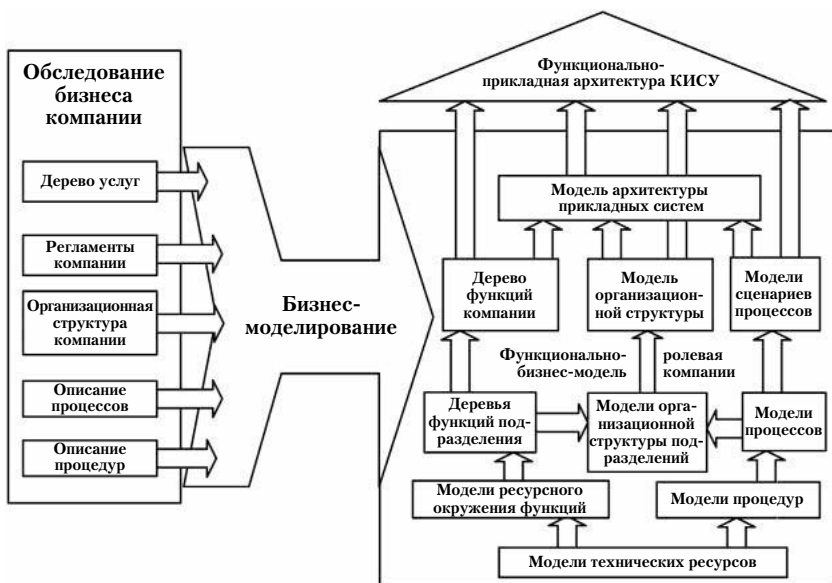 Обследование
бизнеса
компании
Дерево услуг
Регламенты
компании
Организационная
структура
компании
Описание
процессов
Описание
процедур
Бизнес-
моделирование
Функционально-
прикладная архитектура КИСУ
Модель архитектуры
прикладных систем
Дерево
функций
компании
Модель
организацион-
ной структуры
Модели
сценариев
процессов
Функционально-ролевая
бизнес-модель компании
Деревья
функций под-
разделения
Модели орга-
низационной
структуры под-
разделений
Модели
процессов
Модели ресурсного
окружения функций
Модели процедур
Модели технических ресурсов